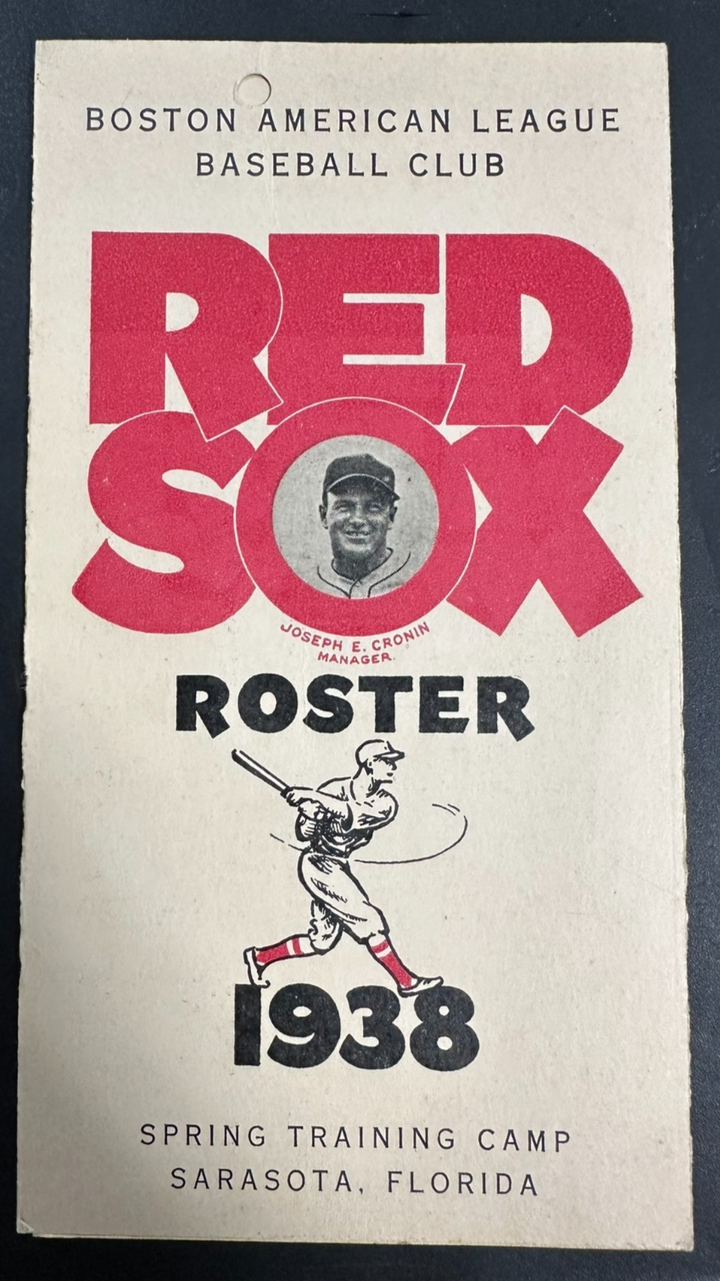 BOSTON AMERICAN LEAGUE
BASEBALL CLUB
RED
SOX
JOSEPH E. CRONIN
MANAGER
ROSTER
1938
SPRING TRAINING CAMP
SARASOTA, FLORIDA